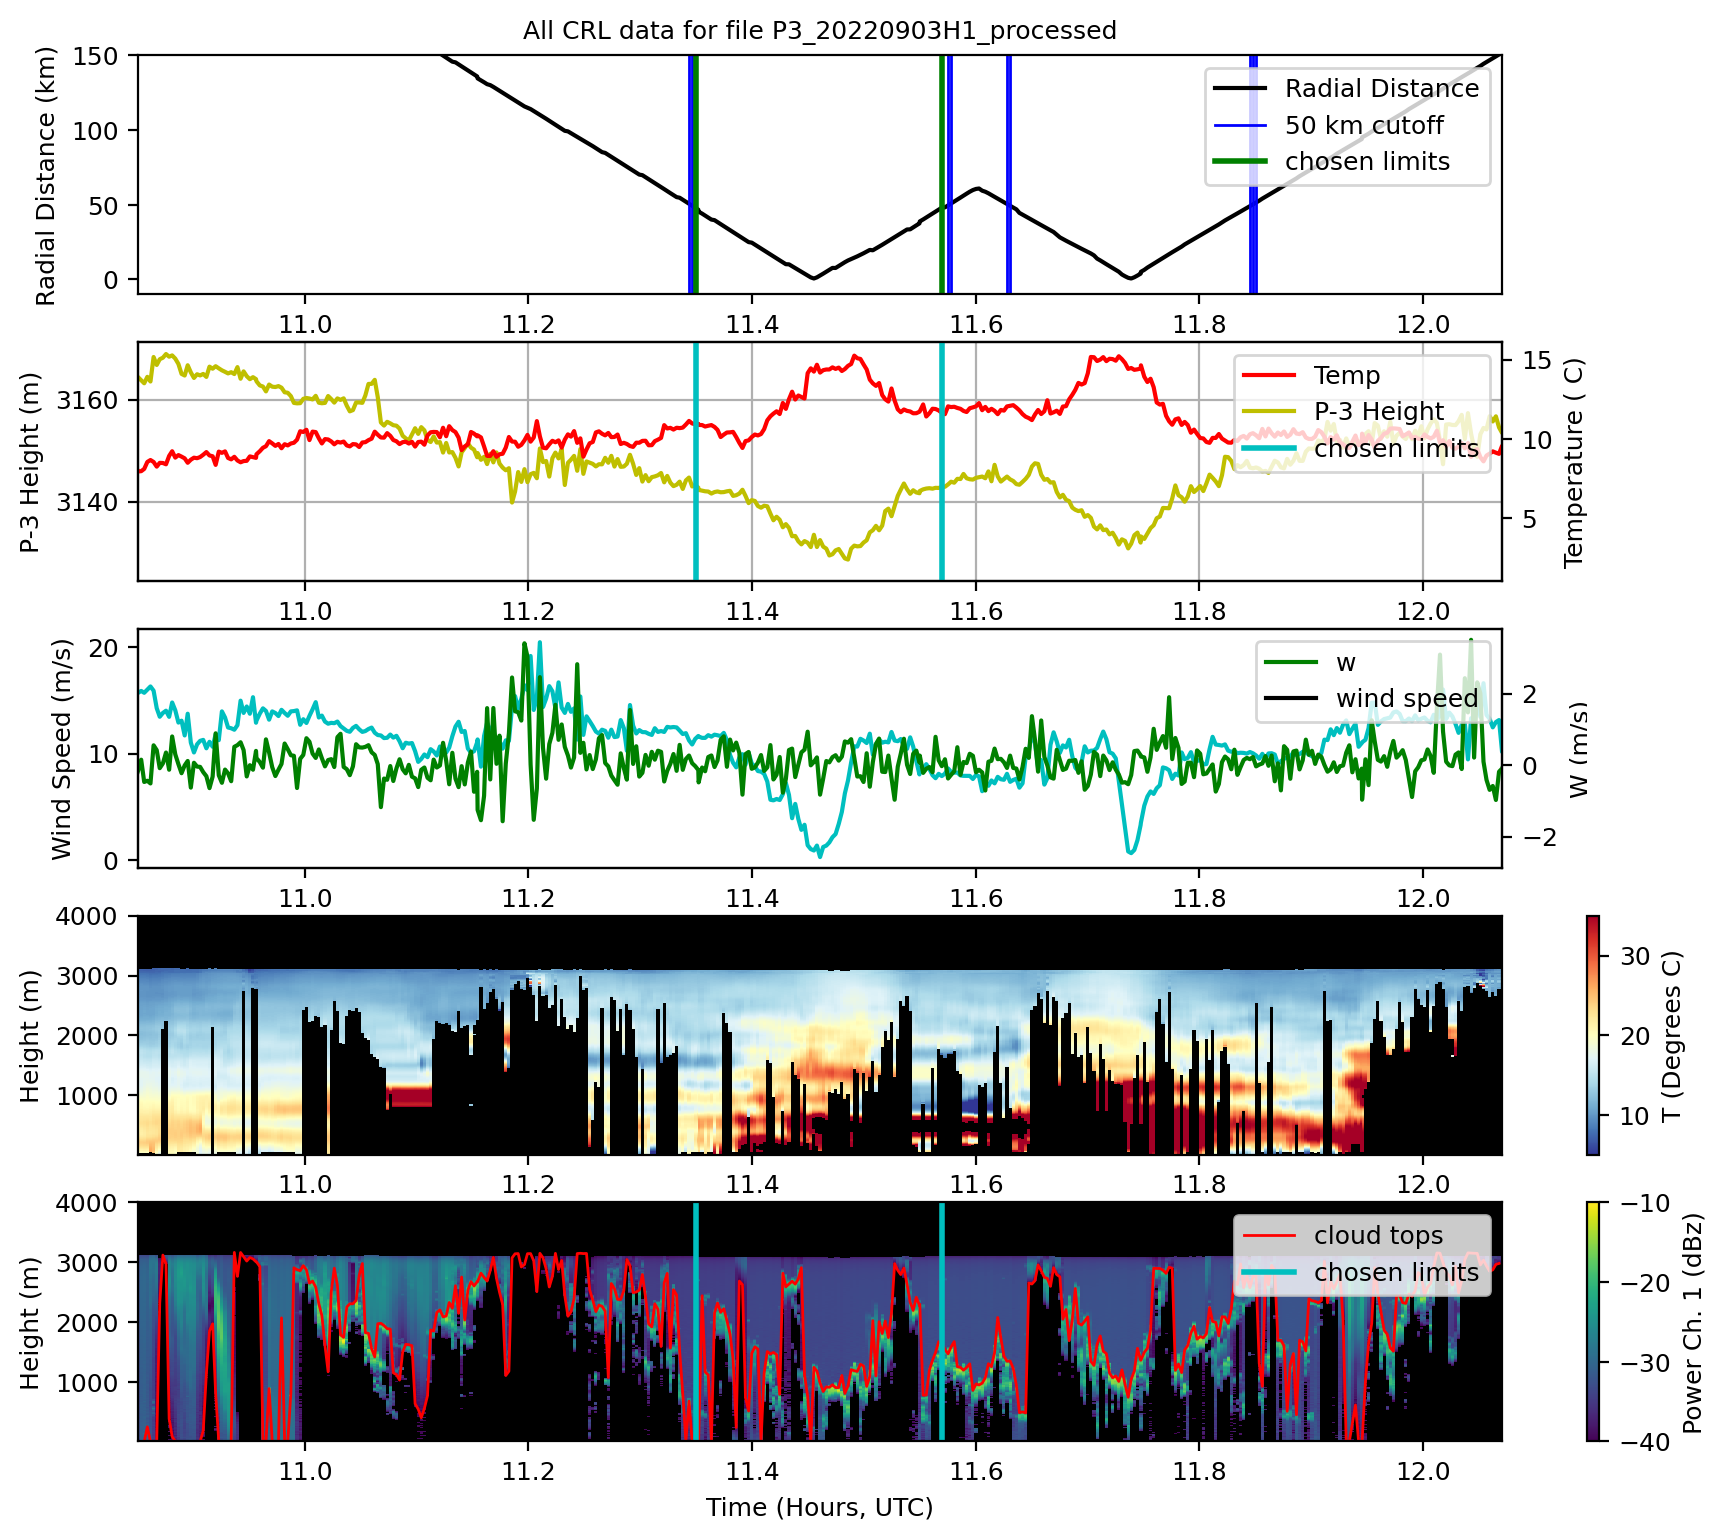 All CRL data for file P3_20220903H1_processed
Radial Distance (km)
150
100
50
0
Radial Distance
50 km cutoff
chosen limits
11.0 11.2 11.4 11.6 11.8 12.0
P-3 Height (m)
3160
3140
Temp
P-3 Height
chosen limits
15
10
5
Temperature ( C)
11.0 11.2 11.4 11.6 11.8 12.0
Wind Speed (m/s)
20
10
0
w
wind speed
2
0
−2
W (m/s)
11.0 11.2 11.4 11.6 11.8 12.0
Height (m)
4000
3000
2000
1000
30
20
10
T (Degrees C)
11.0 11.2 11.4 11.6 11.8 12.0
Height (m)
4000
3000
2000
1000
cloud tops
chosen limits
−10
−20
−30
−40
Power Ch. 1 (dBz)
11.0 11.2 11.4 11.6 11.8 12.0
Time (Hours, UTC)